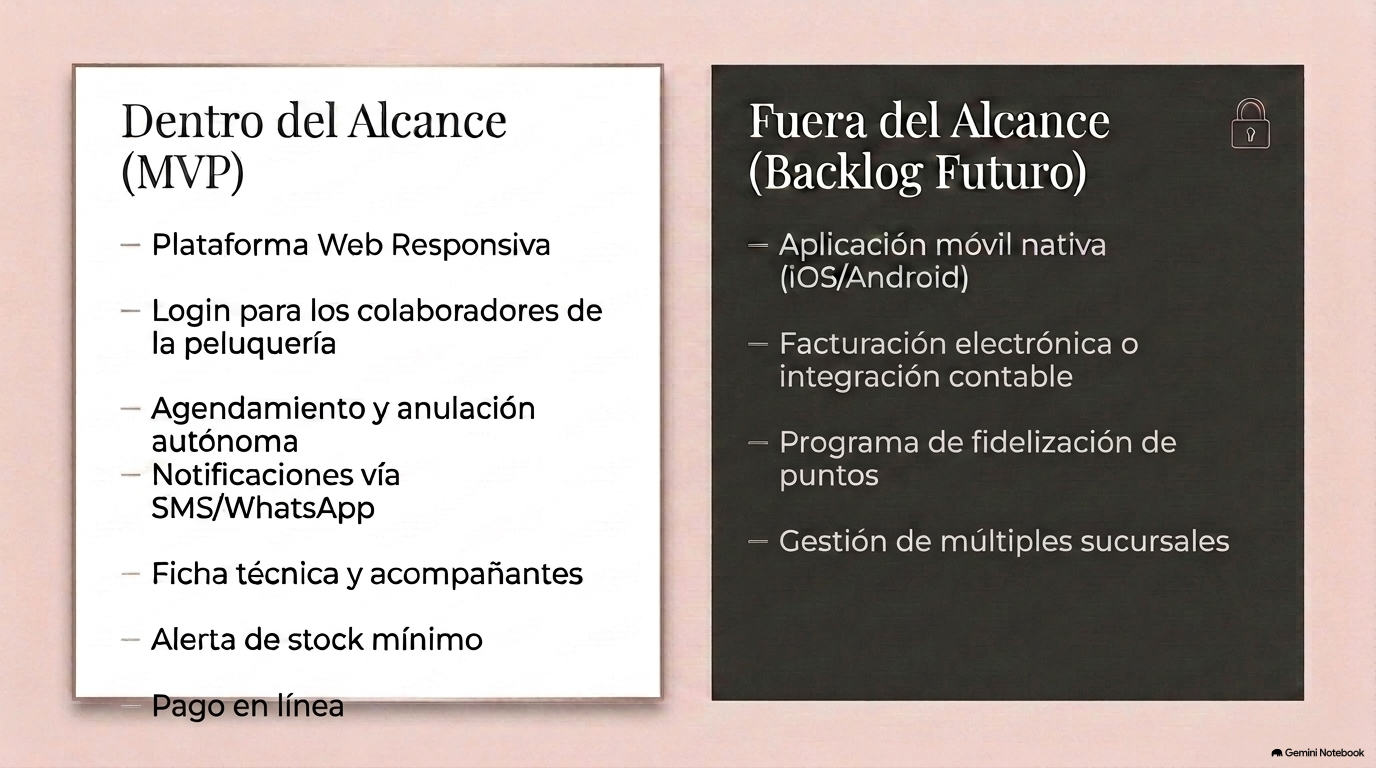 Dentro del Alcance
(MVP)
— Plataforma Web Responsiva
— Login para los colaboradores de
la peluquería
— Agendamiento y anulación
autónoma
— Notificaciones vía
SMS/WhatsApp
— Ficha técnica y acompañantes
— Alerta de stock mínimo
— Pago en línea
Fuera del Alcance
(Backlog Futuro)
— Aplicación móvil nativa
(iOS/Android)
— Facturación electrónica o
integración contable
— Programa de fidelización de
puntos
— Gestión de múltiples sucursales
Gemini Notebook